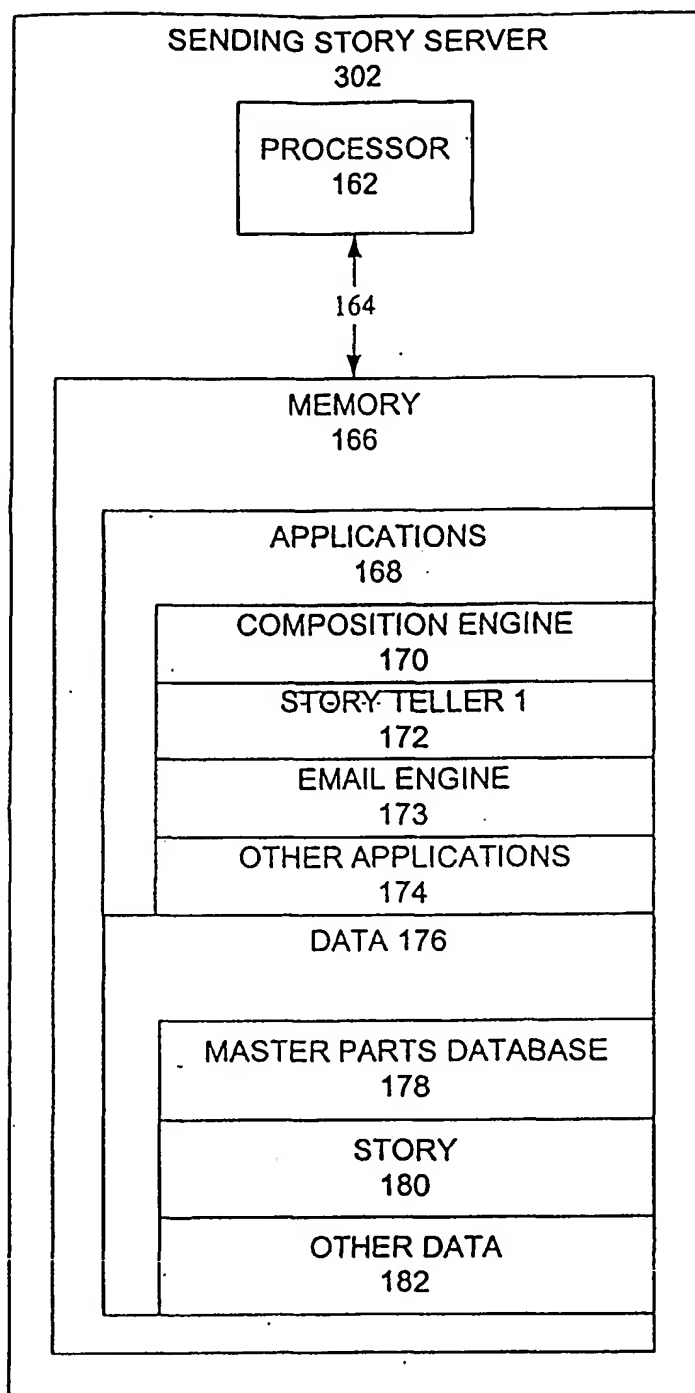 SENDING STORY SERVER
302
PROCESSOR
162
164
MEMORY
166
APPLICATIONS
168
COMPOSITION ENGINE
170
STORY TELLER 1
172
EMAIL ENGINE
173
OTHER APPLICATIONS
174
DATA 176
MASTER PARTS DATABASE
178
STORY
180
OTHER DATA
182